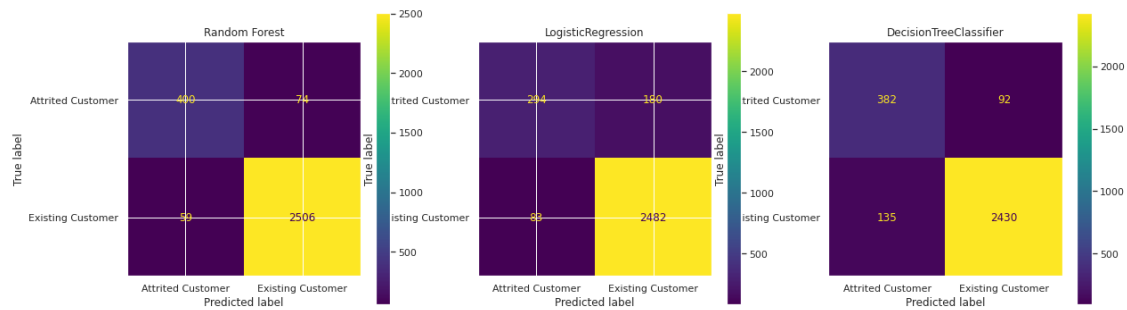 Random Forest
Attrited Customer
Existing Customer
True label
400
74
59
2506
Attrited Customer Existing Customer
Predicted label
2500
2000
1500
1000
500
LogisticRegression
trited Customer
isting Customer
True label
294
180
83
2482
Attrited Customer Existing Customer
Predicted label
2000
1500
1000
500
DecisionTreeClassifier
trited Customer
isting Customer
True label
382
92
135
2430
Attrited Customer Existing Customer
Predicted label
2000
1500
1000
500